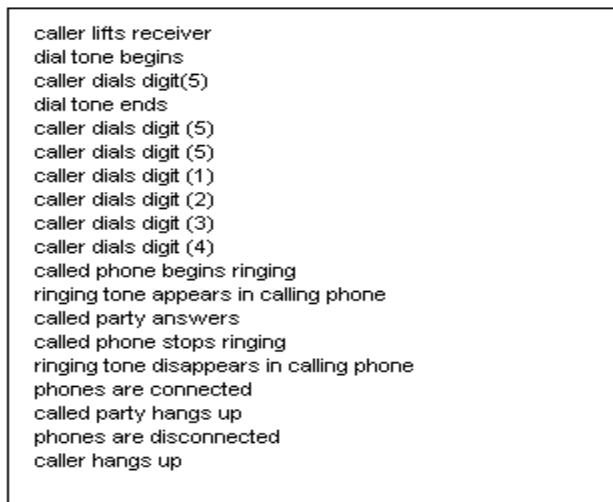 caller lifts receiver
dial tone begins
caller dials digit(5)
dial tone ends
caller dials digit (5)
caller dials digit (5)
caller dials digit (1)
caller dials digit (2)
caller dials digit (3)
caller dials digit (4)
called phone begins ringing
ringing tone appears in calling phone
called party answers
called phone stops ringing
ringing tone disappears in calling phone
phones are connected
called party hangs up
phones are disconnected
caller hangs up